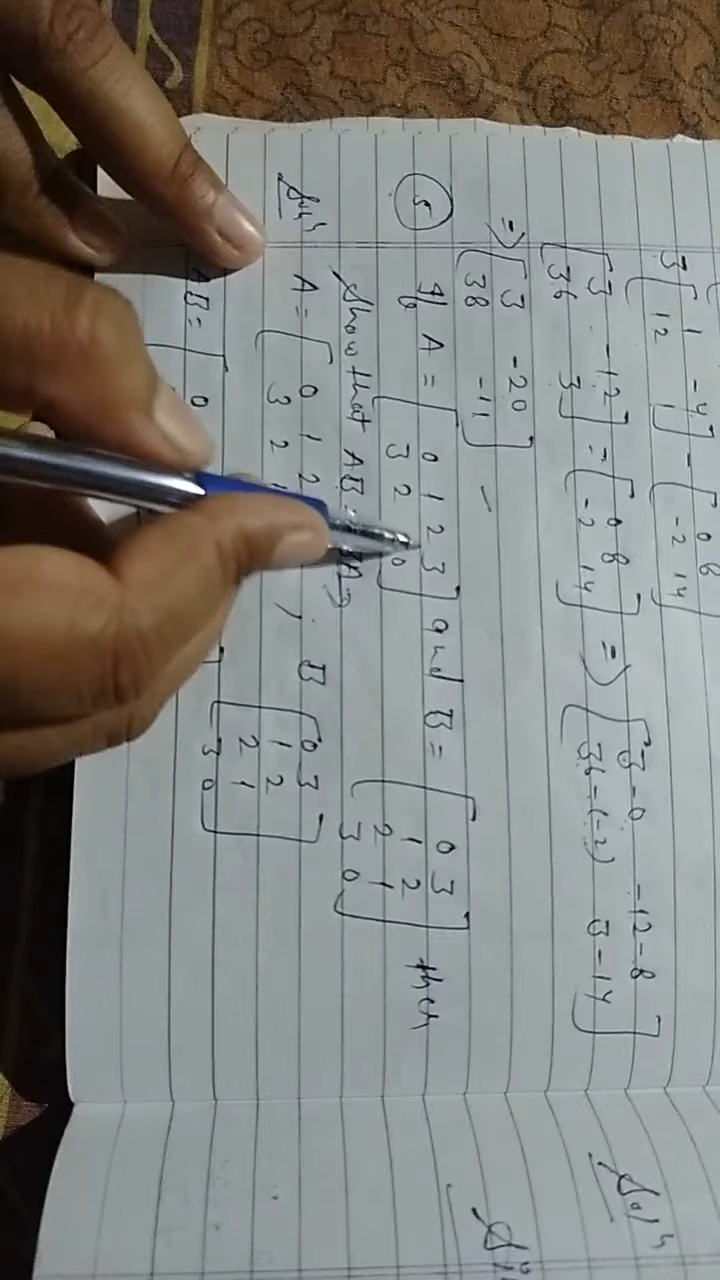 3 [ 1 -4
12 1 ] - [ 0 8
-2 14 ]
[ 3 -12
36 3 ] = [ 0 8
-2 14 ] => [ 3-0 -12-8
36-(-2) 3-14 ]
=> [ 3 -20
38 -11 ]
5 If A = [ 0 1 2 3
3 2 0 ] and B = [ 0 3
1 2
2 1
3 0 ] then
Show that AB
A = [ 0 1 2
3 2 1 , B [ 0 3
1 2
2 1
3 0 ]
AB = [ 0